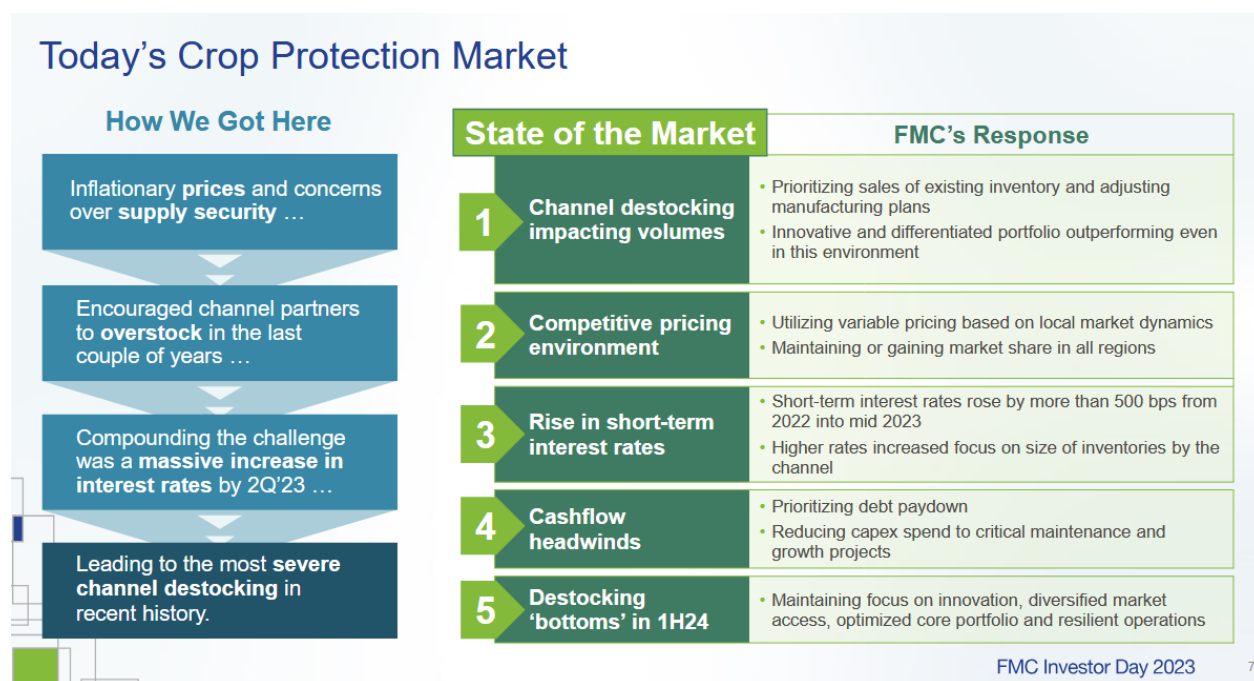 Today’s Crop Protection Market
How We Got Here
Inflationary prices and concerns
over supply security …
Encouraged channel partners
to overstock in the last
couple of years …
Compounding the challenge
was a massive increase in
interest rates by 2Q’23 …
Leading to the most severe
channel destocking in
recent history.
State of the Market
FMC’s Response
1
Channel destocking
impacting volumes
• Prioritizing sales of existing inventory and adjusting
manufacturing plans
• Innovative and differentiated portfolio outperforming even
in this environment
2
Competitive pricing
environment
• Utilizing variable pricing based on local market dynamics
• Maintaining or gaining market share in all regions
3
Rise in short-term
interest rates
• Short-term interest rates rose by more than 500 bps from
2022 into mid 2023
• Higher rates increased focus on size of inventories by the
channel
4
Cashflow
headwinds
• Prioritizing debt paydown
• Reducing capex spend to critical maintenance and
growth projects
5
Destocking
‘bottoms’ in 1H24
• Maintaining focus on innovation, diversified market
access, optimized core portfolio and resilient operations
FMC Investor Day 2023
7